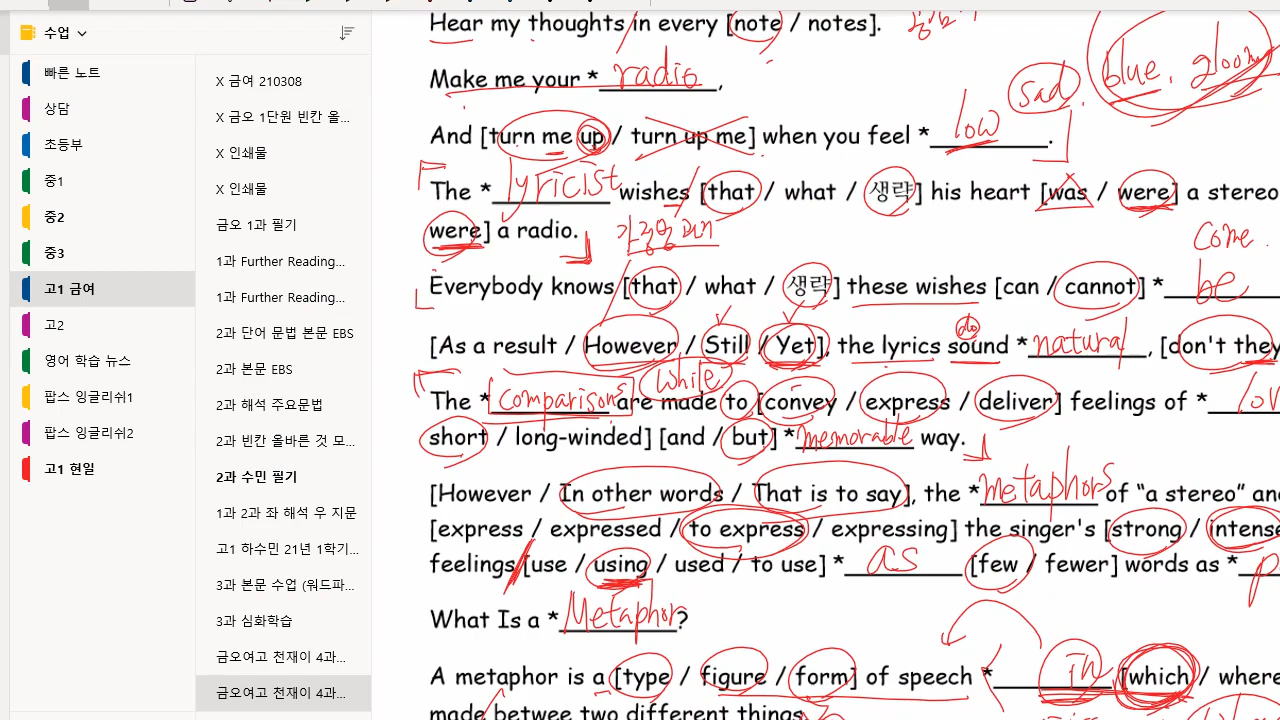 수업
빠른 노트
상담
초등부
중1
중2
중3
고1 금여
고2
영어 학습 뉴스
팝스 잉글리쉬1
팝스 잉글리쉬2
고1 현일
X 금여 210308
X 금오 1단원 빈칸 올...
X 인쇄물
X 인쇄물
금오 1과 필기
1과 Further Reading...
1과 Further Reading...
2과 단어 문법 본문 EBS
2과 본문 EBS
2과 해석 주요문법
2과 빈칸 올바른 것 모...
2과 수민 필기
1과 2과 좌 해석 우 지문
고1 하수민 21년 1학기...
3과 본문 수업 (워드파...
3과 심화학습
금오여고 천재이 4과...
금오여고 천재이 4과...
Hear my thoughts in every [note / notes].
Make me your * radio,
sad
blue, gloom
And [turn me up / turn up me] when you feel * low.
The * lyricist wishes [that / what / 생략] his heart [was / were] a stereo
were] a radio.
come
Everybody knows [that / what / 생략] these wishes [can / cannot] * be
do
[As a result / However / Still / Yet], the lyrics sound * natural, [don't they
while
The * comparisons are made to [convey / express / deliver] feelings of *
short / long-winded] [and / but] * memorable way.
[However / In other words / That is to say], the * metaphors of “a stereo” and
[express / expressed / to express / expressing] the singer's [strong / intense
feelings [use / using / used / to use] * as [few / fewer] words as * p
What Is a * Metaphor?
A metaphor is a [type / figure / form] of speech * in [which / where
made betwee two different things